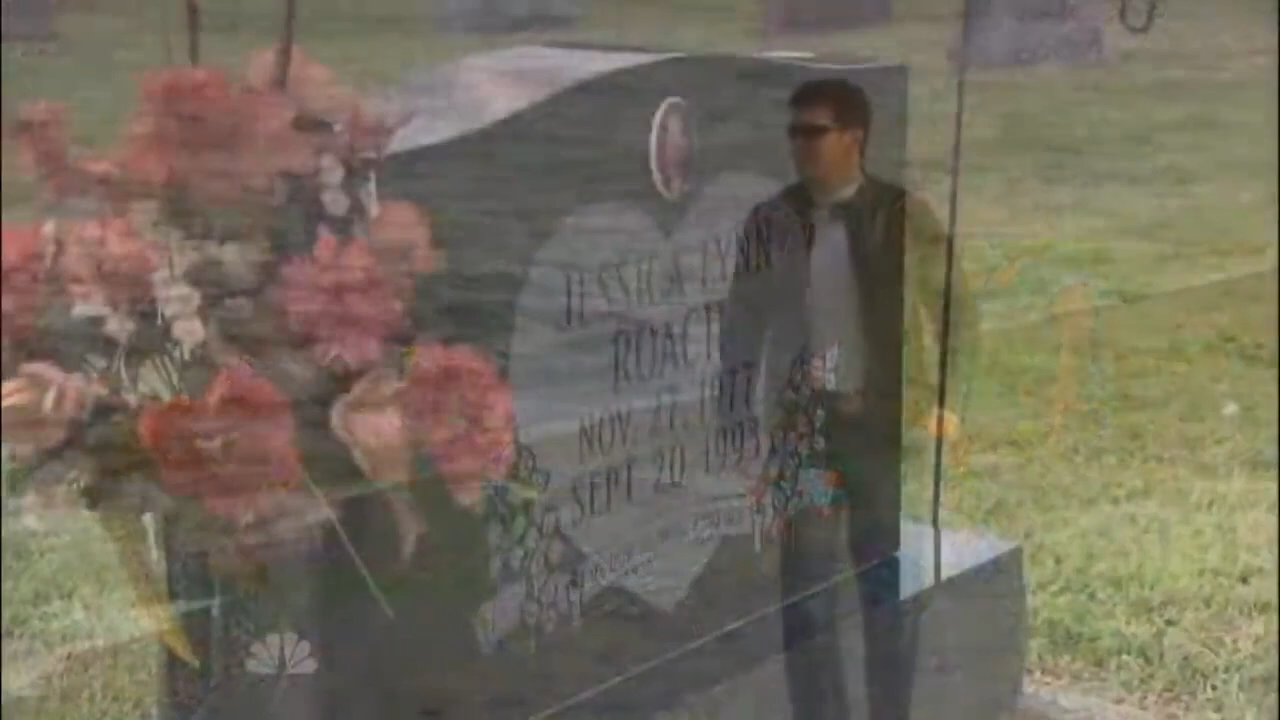 JESSICA LYNN
ROACH
NOV. 27, 1977
SEPT 20, 1993